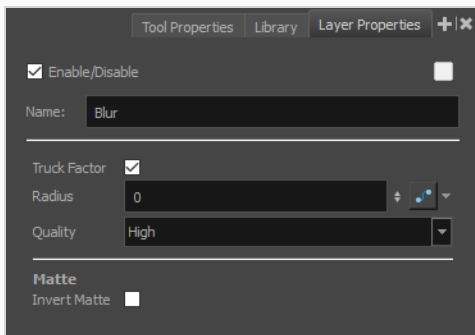 Tool Properties Library Layer Properties
Enable/Disable
Name: Blur
Truck Factor
Radius 0
Quality High
Matte
Invert Matte